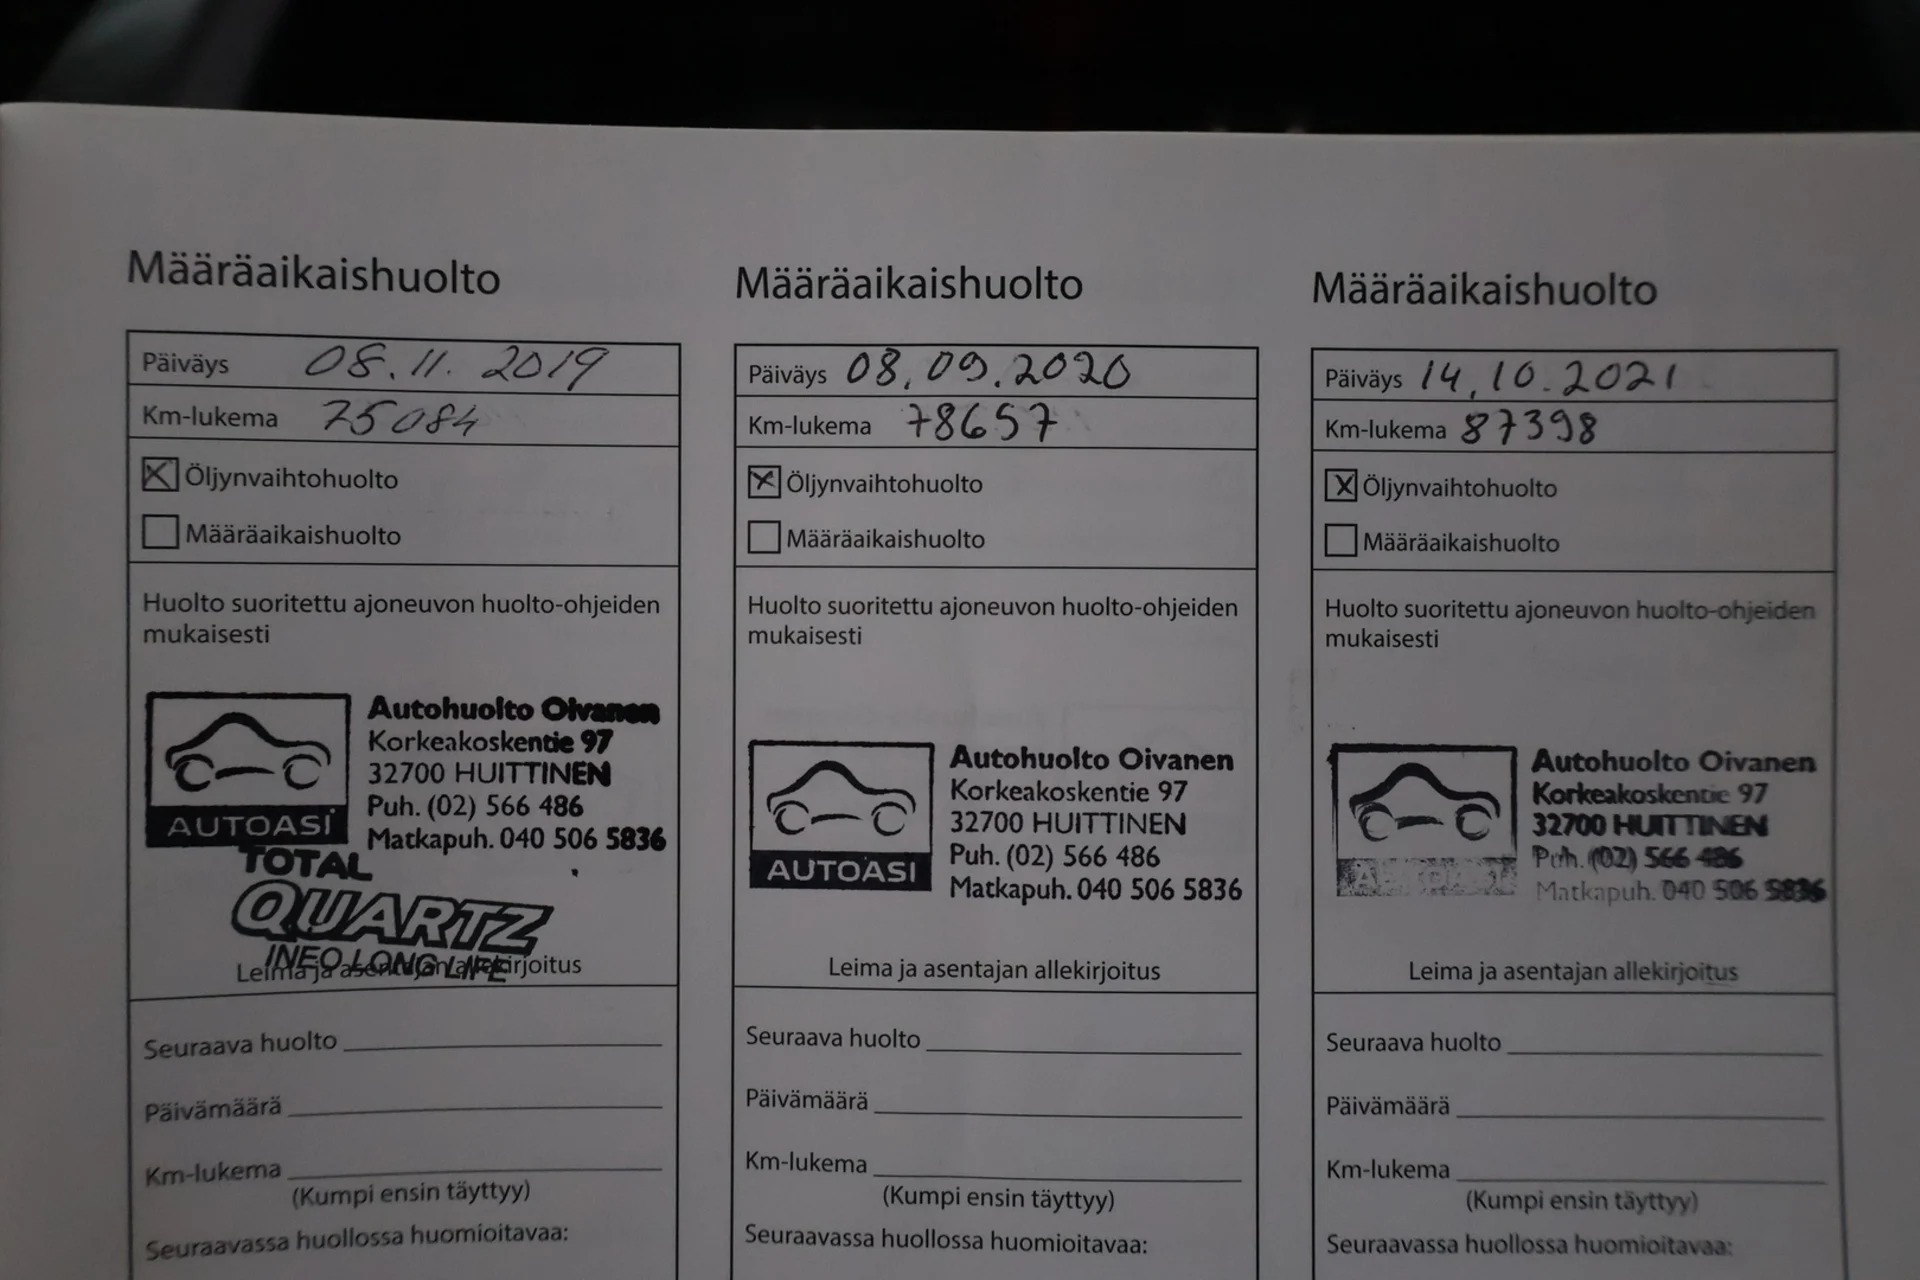 Määräaikaishuolto
Päiväys 08.11.2019
Km-lukema 75084
Öljynvaihtohuolto
Määräaikaishuolto
Huolto suoritettu ajoneuvon huolto-ohjeiden
mukaisesti
AUTOASI
Autohuolto Oivanen
Korkeakoskentie 97
32700 HUITTINEN
Puh. (02) 566 486
Matkapuh. 040 506 5836
TOTAL
QUARTZ
INEO LONG LIFE
Leima ja asentajan allekirjoitus
Seuraava huolto
Päivämäärä
Km-lukema
(Kumpi ensin täyttyy)
Seuraavassa huollossa huomioitavaa:
Määräaikaishuolto
Päiväys 08.09.2020
Km-lukema 78657
Öljynvaihtohuolto
Määräaikaishuolto
Huolto suoritettu ajoneuvon huolto-ohjeiden
mukaisesti
AUTOASI
Autohuolto Oivanen
Korkeakoskentie 97
32700 HUITTINEN
Puh. (02) 566 486
Matkapuh. 040 506 5836
Leima ja asentajan allekirjoitus
Seuraava huolto
Päivämäärä
Km-lukema
(Kumpi ensin täyttyy)
Seuraavassa huollossa huomioitavaa:
Määräaikaishuolto
Päiväys 14.10.2021
Km-lukema 87398
Öljynvaihtohuolto
Määräaikaishuolto
Huolto suoritettu ajoneuvon huolto-ohjeiden
mukaisesti
Autohuolto Oivanen
Korkeakoskentie 97
32700 HUITTINEN
Puh. (02) 566 486
Matkapuh. 040 506 5836
Leima ja asentajan allekirjoitus
Seuraava huolto
Päivämäärä
Km-lukema
(Kumpi ensin täyttyy)
Seuraavassa huollossa huomioitavaa: